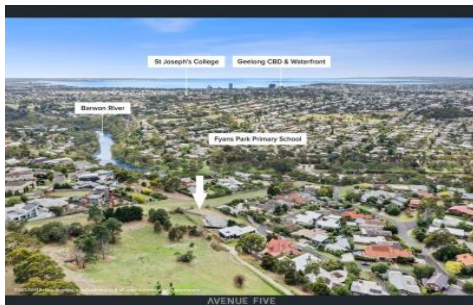 St Joseph's College
Geelong CBD & Waterfront
Barwon River
Fyans Park Primary School
AVENUE FIVE